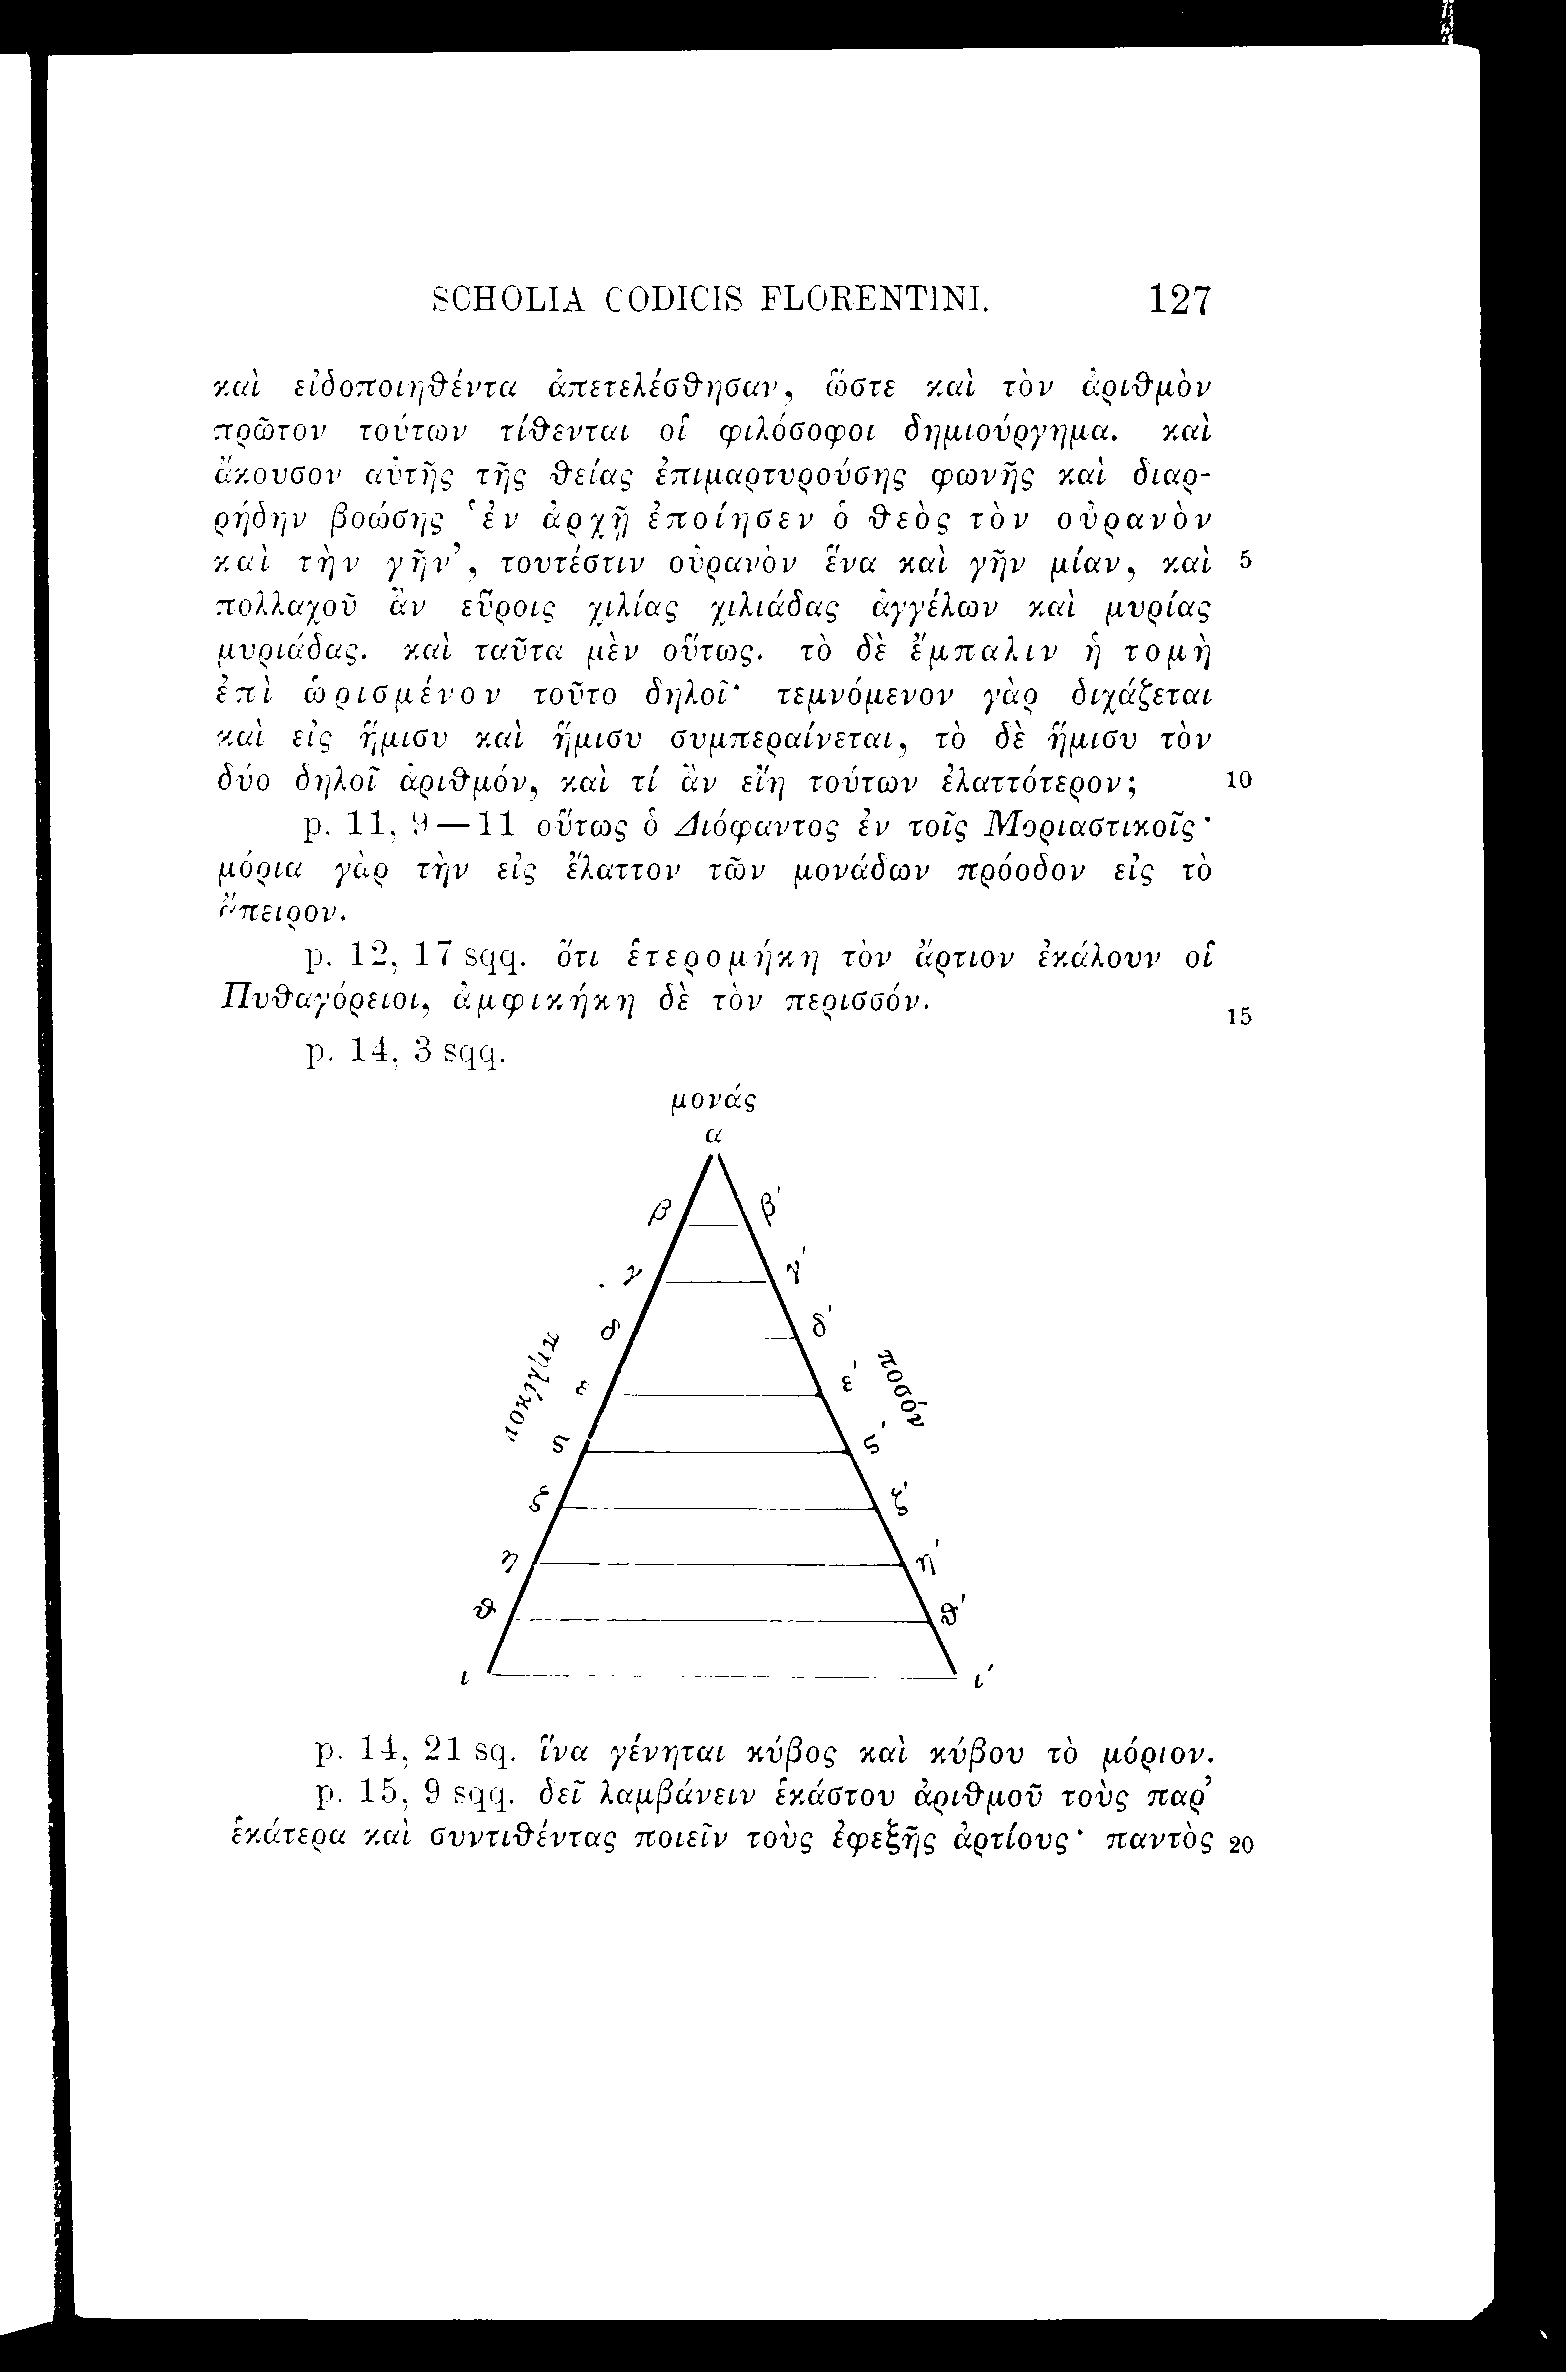 SCHOLIA CODICIS FLORENTINI. 127
καὶ εἰδοποιηθέντα ἀπετελέσθησαν, ὥστε καὶ τὸν ἀριθμὸν
πρῶτον τούτων τίθενται οἱ φιλόσοφοι δημιούργημα. καὶ
ἄκουσον αὐτῆς τῆς θείας ἐπιμαρτυρούσης φωνῆς καὶ διαρ-
ρήδην βοώσης ‘ἐν ἀρχῇ ἐποίησεν ὁ θεὸς τὸν οὐρανὸν
καὶ τὴν γῆν’, τουτέστιν οὐρανὸν ἕνα καὶ γῆν μίαν, καὶ 5
πολλαχοῦ ἂν εὕροις χιλίας χιλιάδας ἀγγέλων καὶ μυρίας
μυριάδας. καὶ ταῦτα μὲν οὕτως. τὸ δὲ ἔμπαλιν ἡ τομὴ
ἐπὶ ὡρισμένον τοῦτο δηλοῖ· τεμνόμενον γὰρ διχάζεται
καὶ εἰς ἥμισυ καὶ ἥμισυ συμπεραίνεται, τὸ δὲ ἥμισυ τὸν
δύο δηλοῖ ἀριθμόν, καὶ τί ἂν εἴη τούτων ἐλαττότερον; 10
p. 11, 9—11 οὕτως ὁ Διόφαντος ἐν τοῖς Μοριαστικοῖς·
μόρια γὰρ τὴν εἰς ἔλαττον τῶν μονάδων πρόοδον εἰς τὸ
ἄπειρον.
p. 12, 17 sqq. ὅτι ἑτερομήκη τὸν ἄρτιον ἐκάλουν οἱ
Πυθαγόρειοι, ἀμφικήκη δὲ τὸν περισσόν. 15
p. 14, 3 sqq.
μονάς
α
β β´
γ γ´
δ δ´
πηλίκον
ε ε´
ποσόν
ς ς´
ζ ζ´
η η´
θ θ´
ι ι´
p. 14, 21 sq. ἵνα γένηται κύβος καὶ κύβου τὸ μόριον.
p. 15, 9 sqq. δεῖ λαμβάνειν ἑκάστου ἀριθμοῦ τοὺς παρ’
ἑκάτερα καὶ συντιθέντας ποιεῖν τοὺς ἐφεξῆς ἀρτίους· παντὸς 20